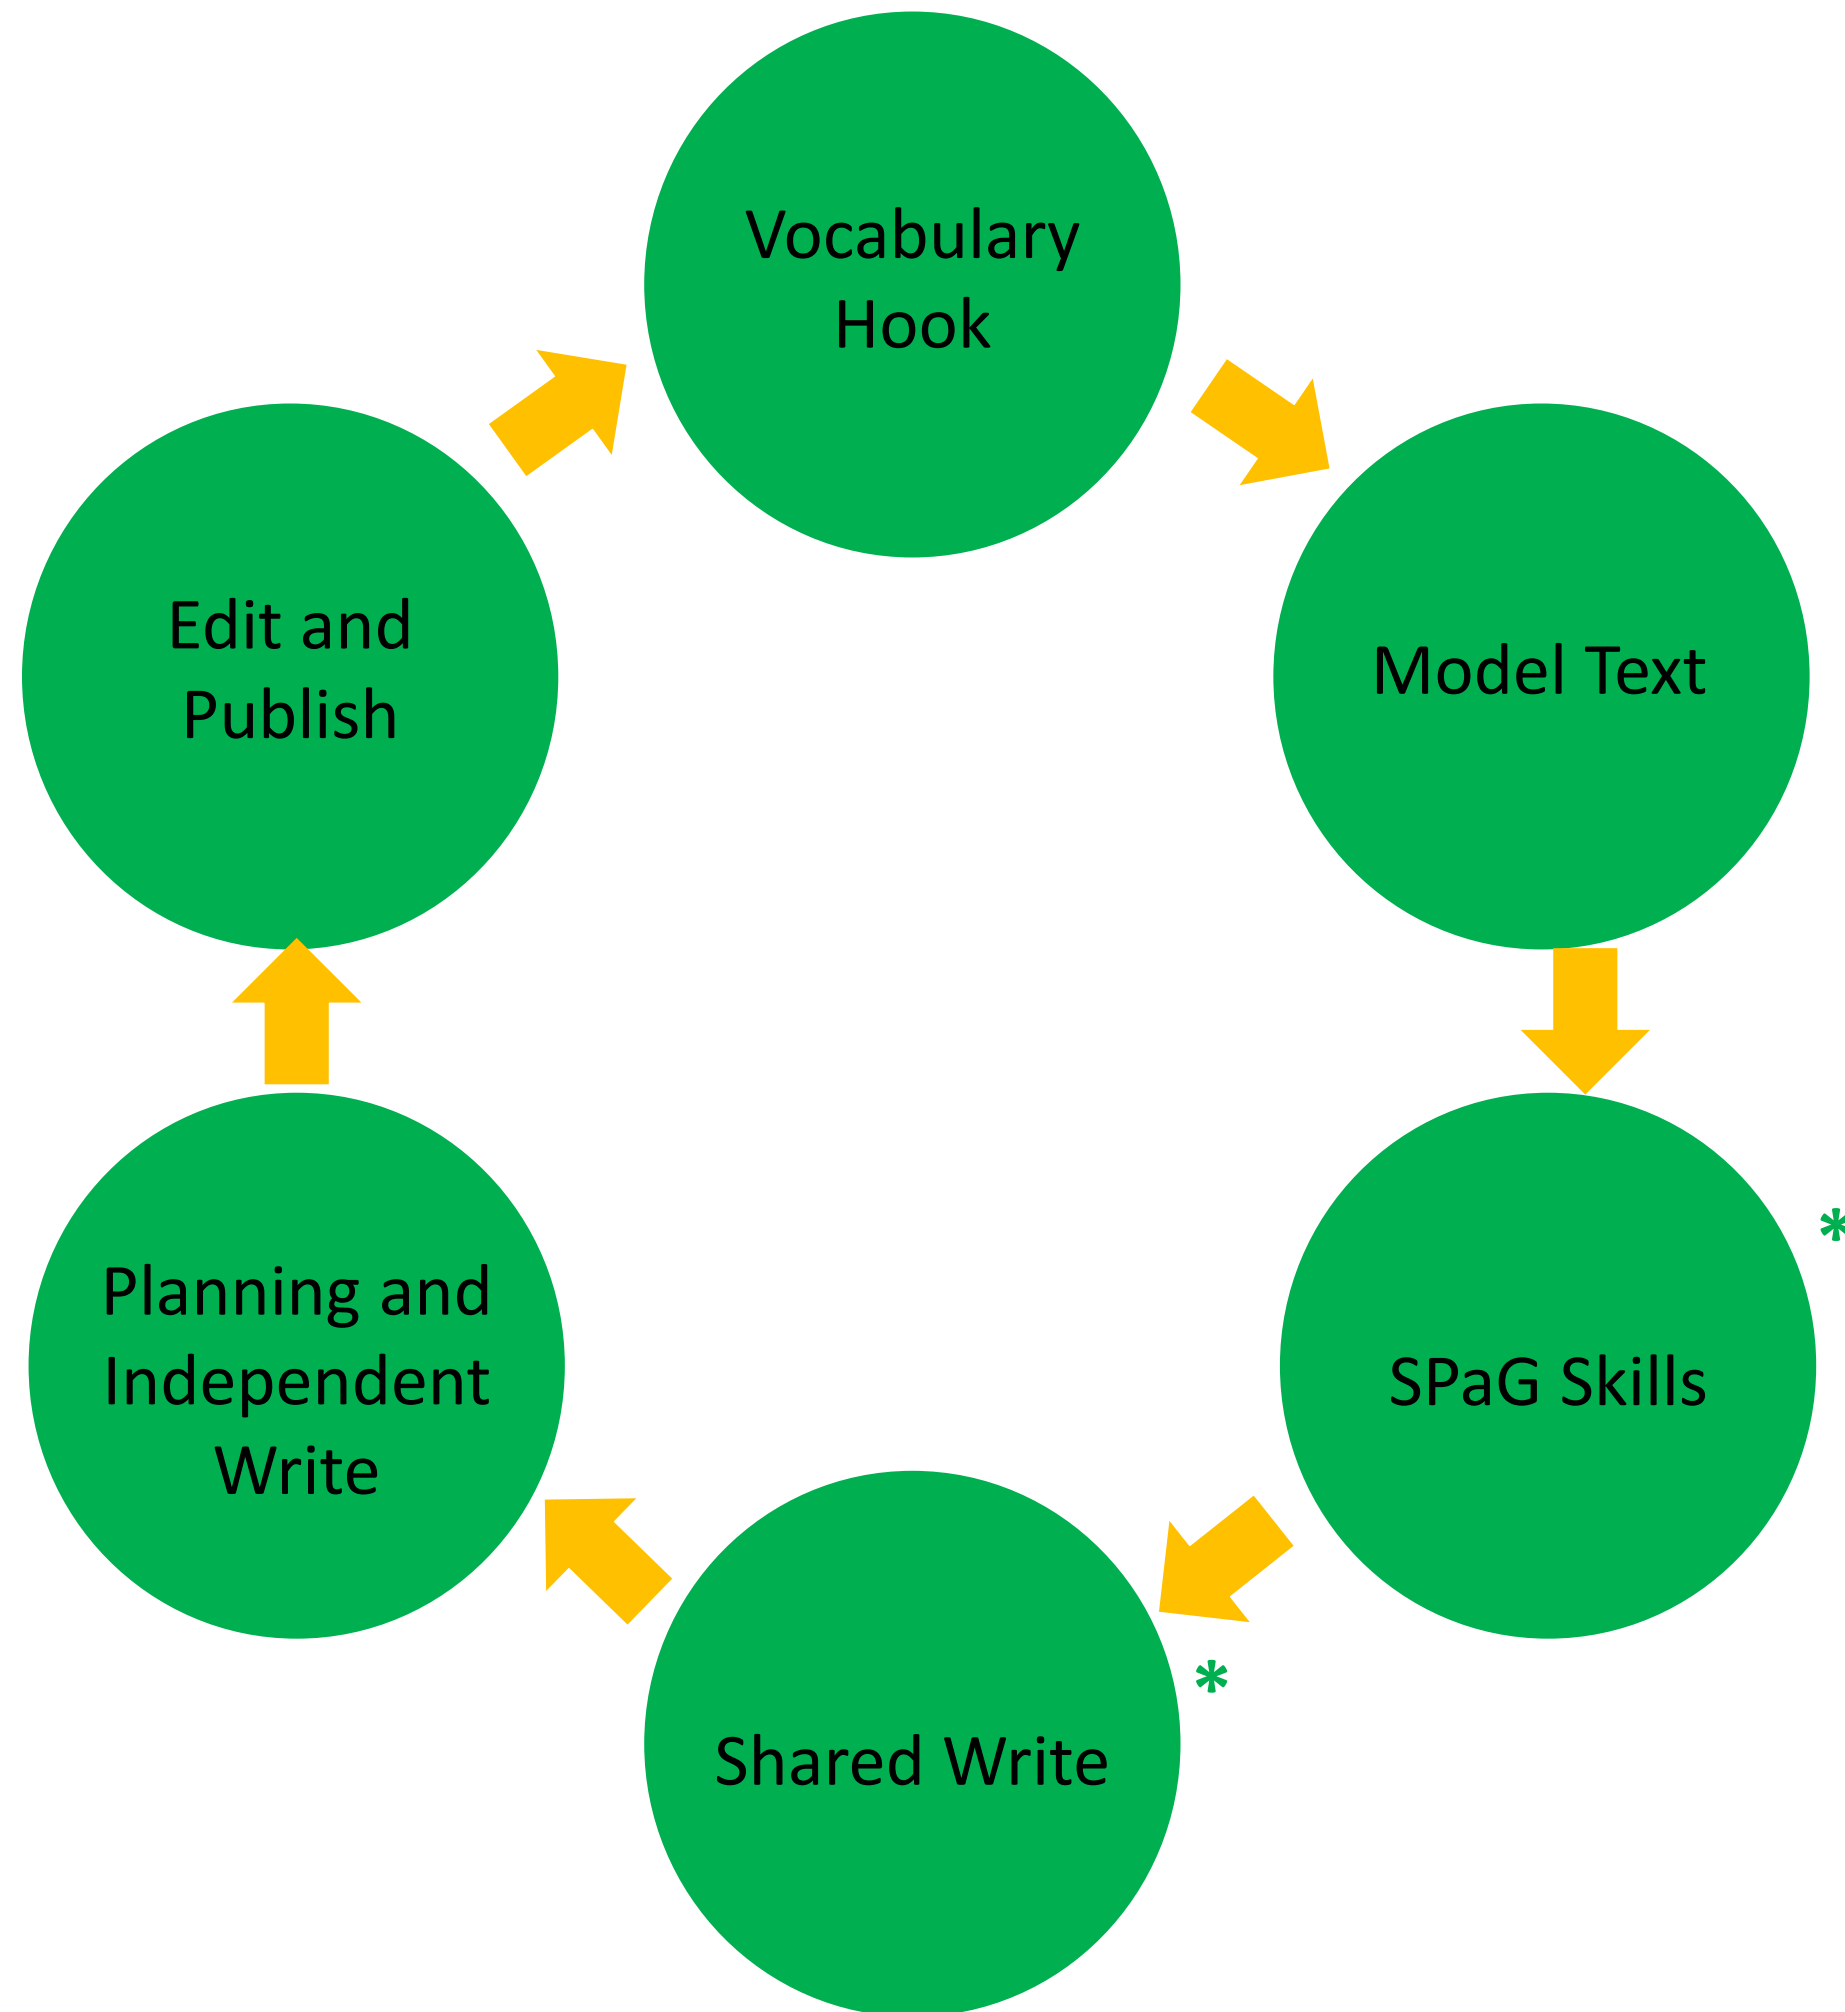 Vocabulary
Hook
Model Text
*
SPaG Skills
*
Shared Write
Planning and
Independent
Write
Edit and
Publish